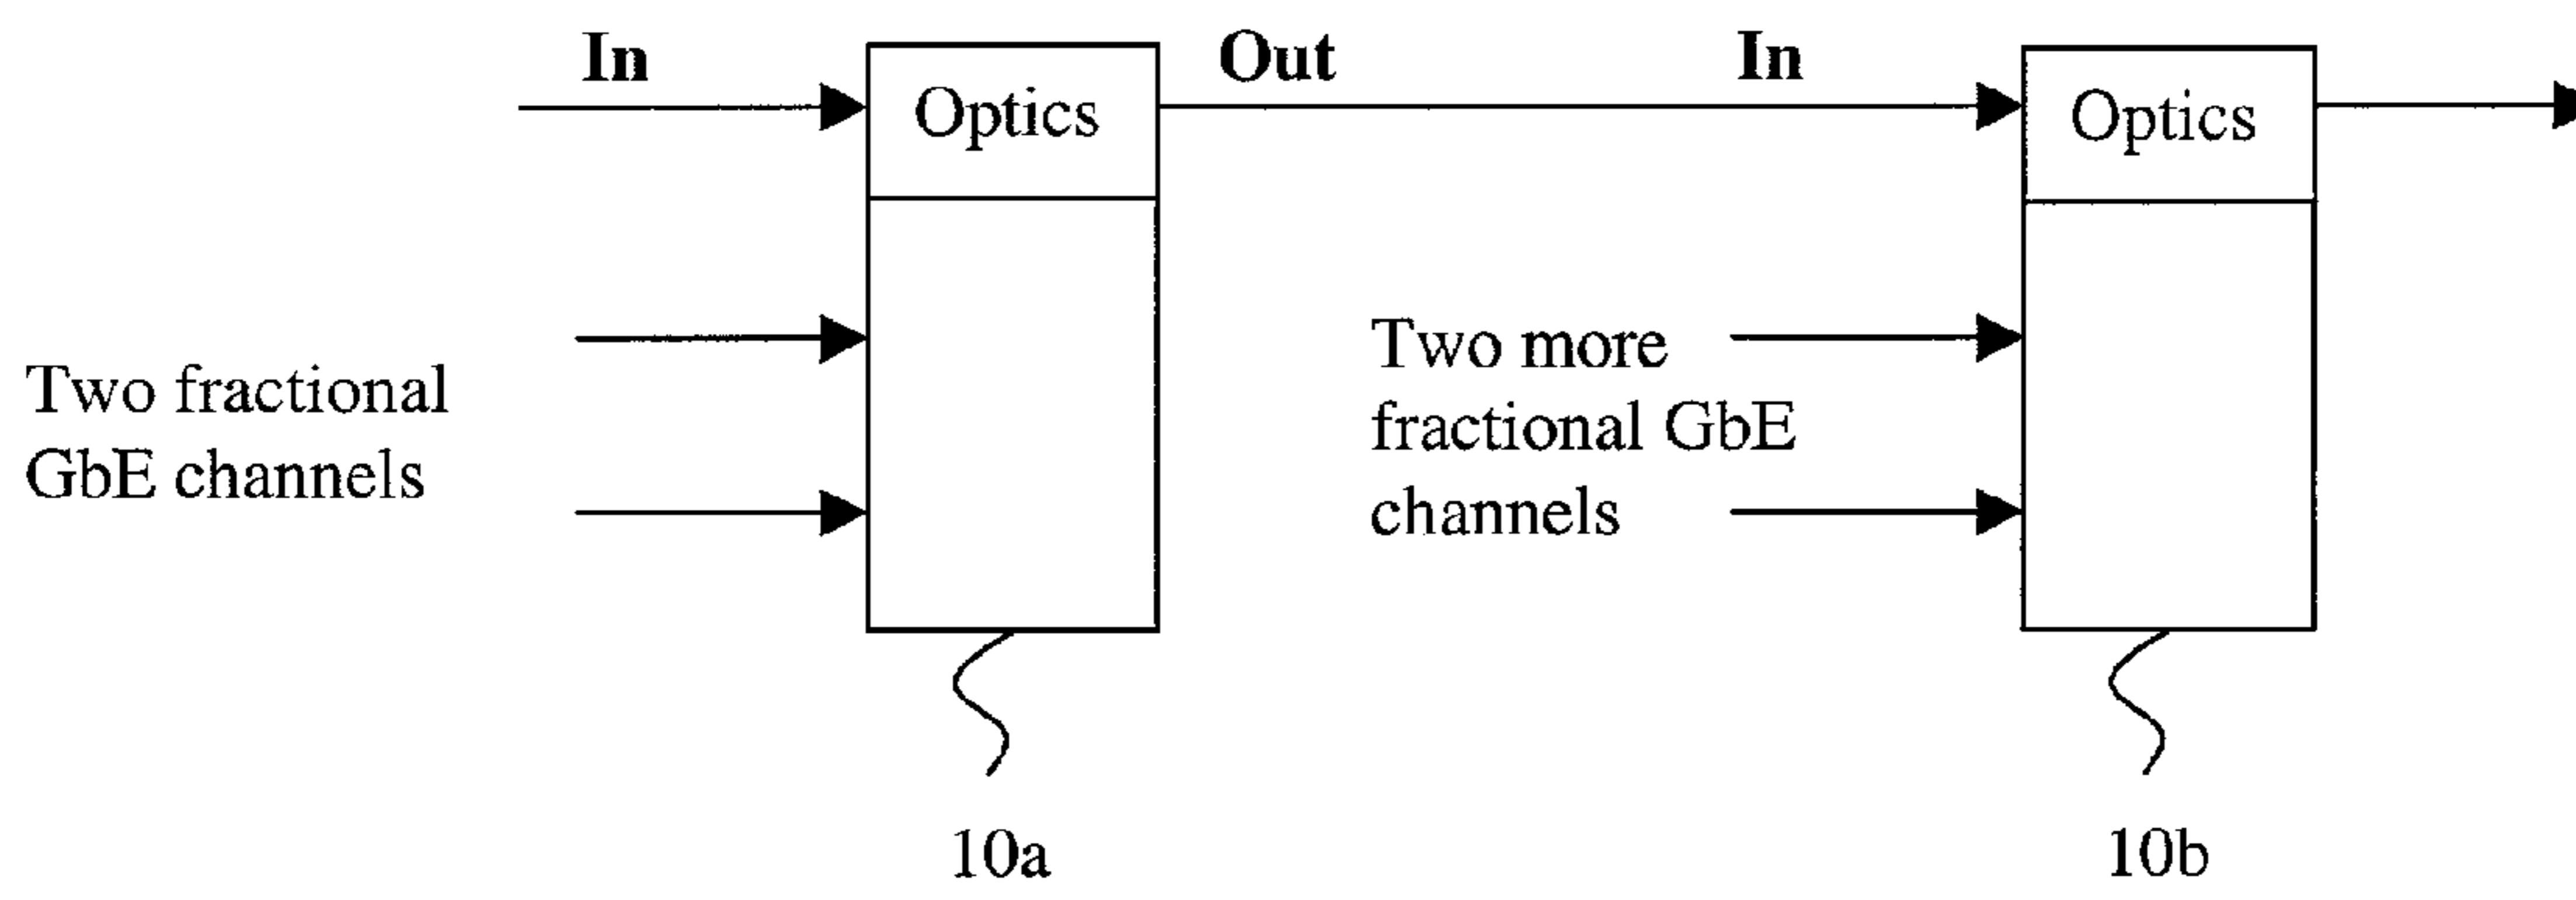 In
Out
In
Optics
Optics
Two fractional
GbE channels
Two more
fractional GbE
channels
10a
10b